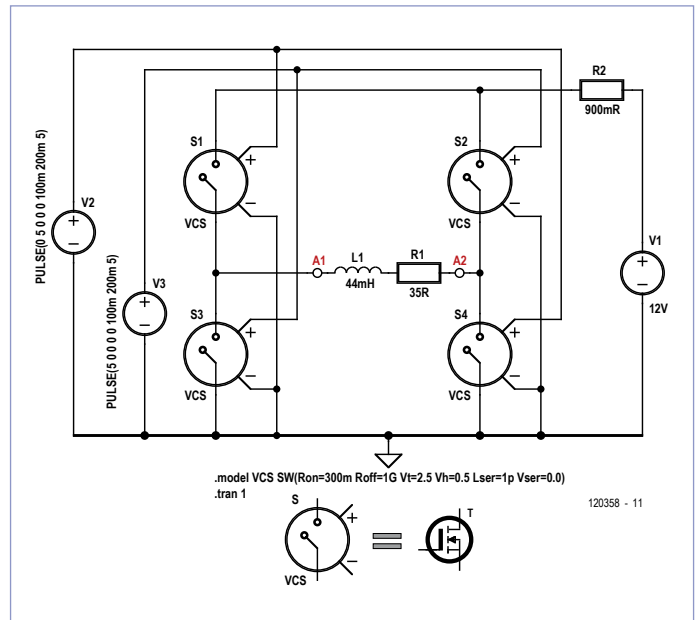 R2
900mR
S1
+
−
VCS
S2
+
−
VCS
V2
+
−
PULSE(0 5 0 0 0 100m 200m 5)
V3
+
−
PULSE(5 0 0 0 0 100m 200m 5)
A1
L1
44mH
R1
35R
A2
V1
+
−
12V
S3
+
−
VCS
S4
+
−
VCS
.model VCS SW(Ron=300m Roff=1G Vt=2.5 Vh=0.5 Lser=1p Vser=0.0)
.tran 1
120358 - 11
S
+
−
VCS
T